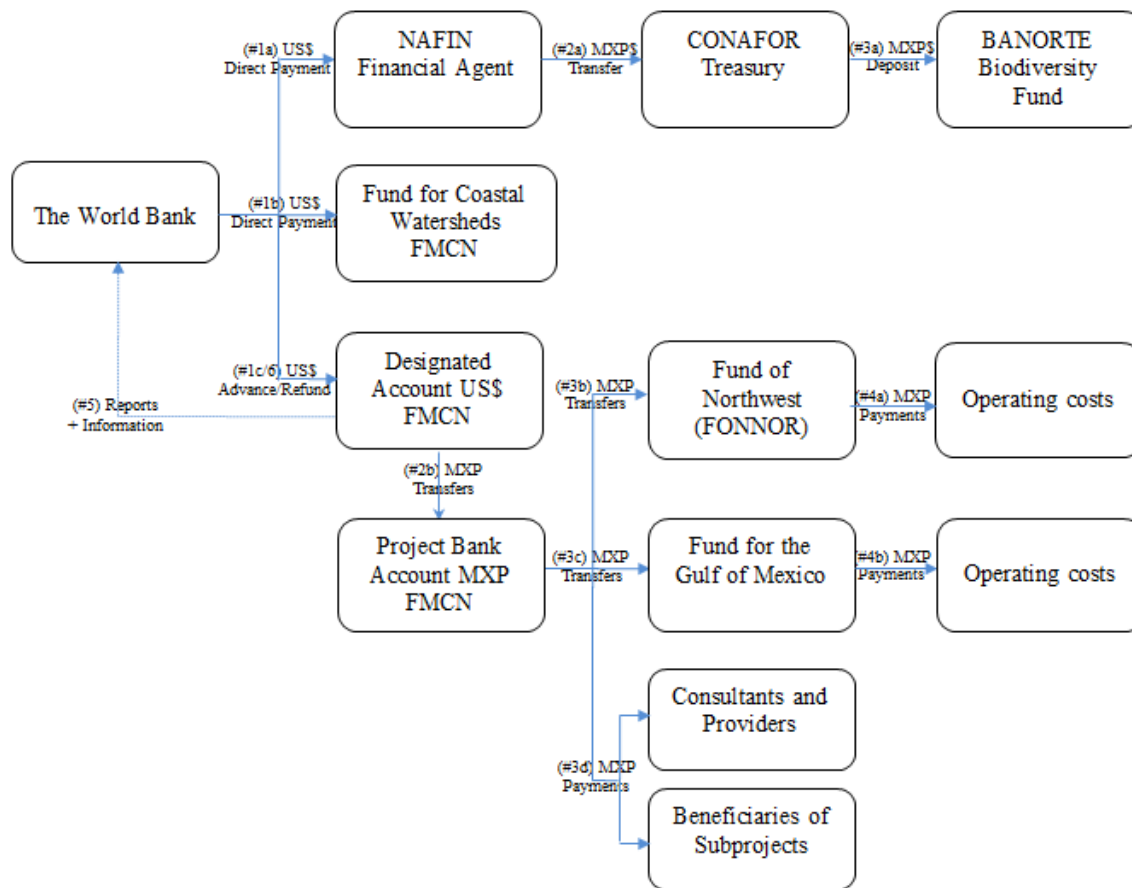 (#1a) US$
Direct Payment
NAFIN
Financial Agent
(#2a) MXP$
Transfer
CONAFOR
Treasury
(#3a) MXP$
Deposit
BANORTE
Biodiversity
Fund
The World Bank
(#1b) US$
Direct Payment
Fund for Coastal
Watersheds
FMCN
(#1c/6) US$
Advance/Refund
Designated
Account US$
FMCN
(#5) Reports
+ Information
(#2b) MXP
Transfers
Project Bank
Account MXP
FMCN
(#3b) MXP
Transfers
Fund of
Northwest
(FONNOR)
(#4a) MXP
Payments
Operating costs
(#3c) MXP
Transfers
Fund for the
Gulf of Mexico
(#4b) MXP
Payments
Operating costs
(#3d) MXP
Payments
Consultants and
Providers
Beneficiaries of
Subprojects